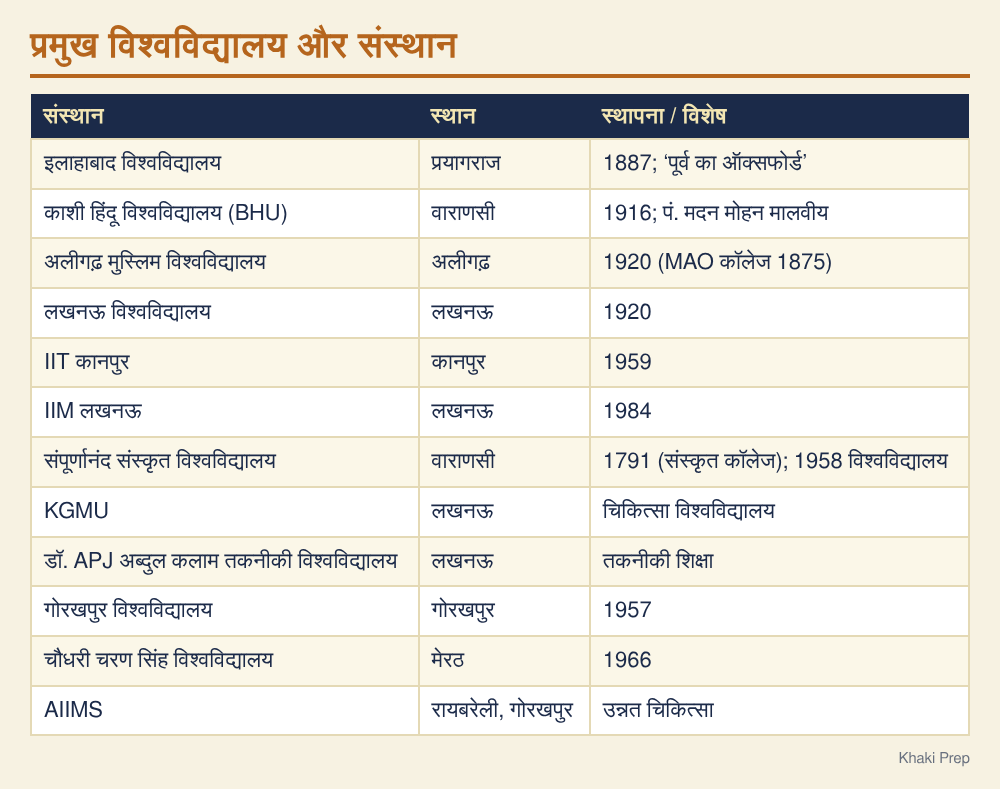 प्रमुख विश्वविद्यालय और संस्थान
संस्थान स्थान स्थापना / विशेष
इलाहाबाद विश्वविद्यालय प्रयागराज 1887; ‘पूर्व का ऑक्सफोर्ड’
काशी हिंदू विश्वविद्यालय (BHU) वाराणसी 1916; पं. मदन मोहन मालवीय
अलीगढ़ मुस्लिम विश्वविद्यालय अलीगढ़ 1920 (MAO कॉलेज 1875)
लखनऊ विश्वविद्यालय लखनऊ 1920
IIT कानपुर कानपुर 1959
IIM लखनऊ लखनऊ 1984
संपूर्णानंद संस्कृत विश्वविद्यालय वाराणसी 1791 (संस्कृत कॉलेज); 1958 विश्वविद्यालय
KGMU लखनऊ चिकित्सा विश्वविद्यालय
डॉ. APJ अब्दुल कलाम तकनीकी विश्वविद्यालय लखनऊ तकनीकी शिक्षा
गोरखपुर विश्वविद्यालय गोरखपुर 1957
चौधरी चरण सिंह विश्वविद्यालय मेरठ 1966
AIIMS रायबरेली, गोरखपुर उन्नत चिकित्सा
Khaki Prep